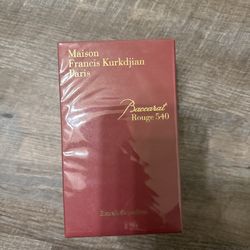 Maison
Francis Kurkdjian
Paris
Baccarat
Rouge 540